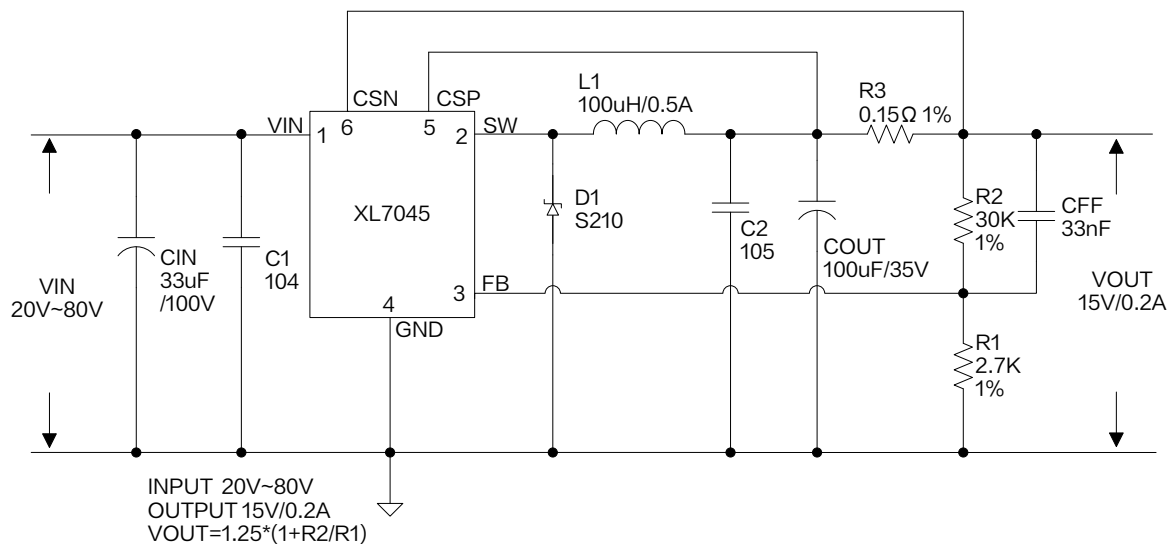 CSN
CSP
L1
100uH/0.5A
R3
0.15Ω 1%
VIN
1
6
5
2
SW
XL7045
D1
S210
R2
30K
1%
CFF
33nF
C2
105
COUT
100uF/35V
CIN
33uF
/100V
C1
104
VIN
20V~80V
3
FB
4
GND
VOUT
15V/0.2A
R1
2.7K
1%
INPUT 20V~80V
OUTPUT 15V/0.2A
VOUT=1.25*(1+R2/R1)